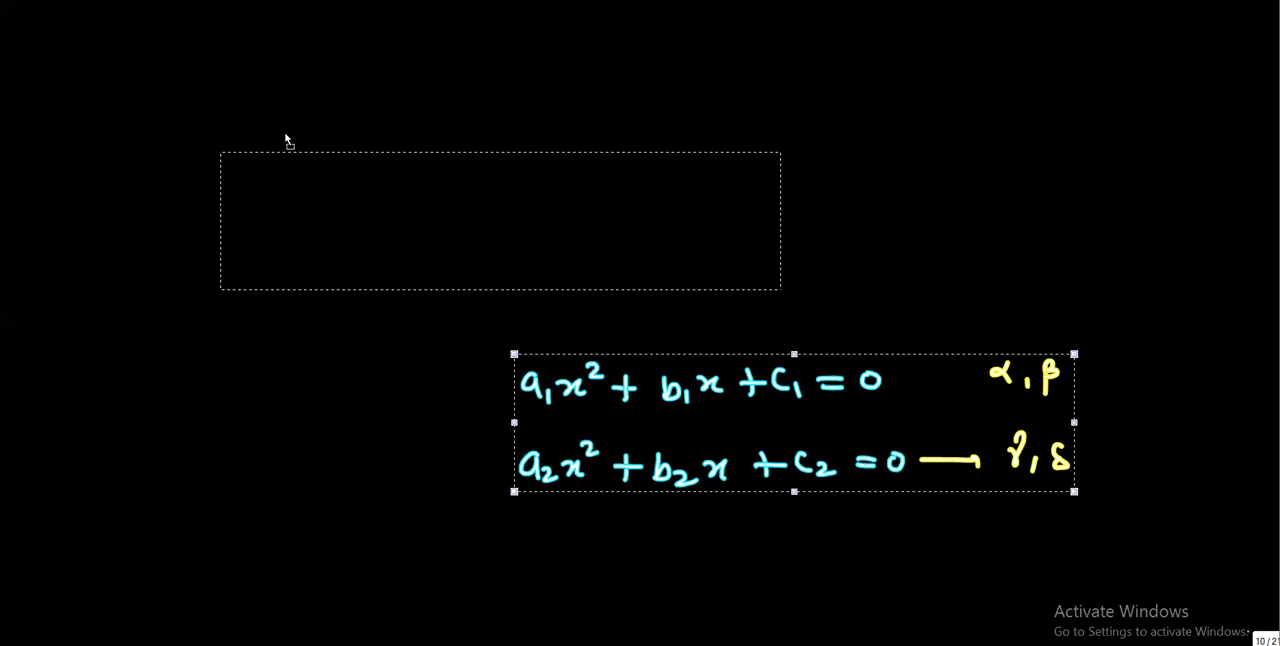 a₁x² + b₁x + c₁ = 0 α, β
a₂x² + b₂x + c₂ = 0 — γ, δ
Activate Windows
Go to Settings to activate Windows.
10 / 21